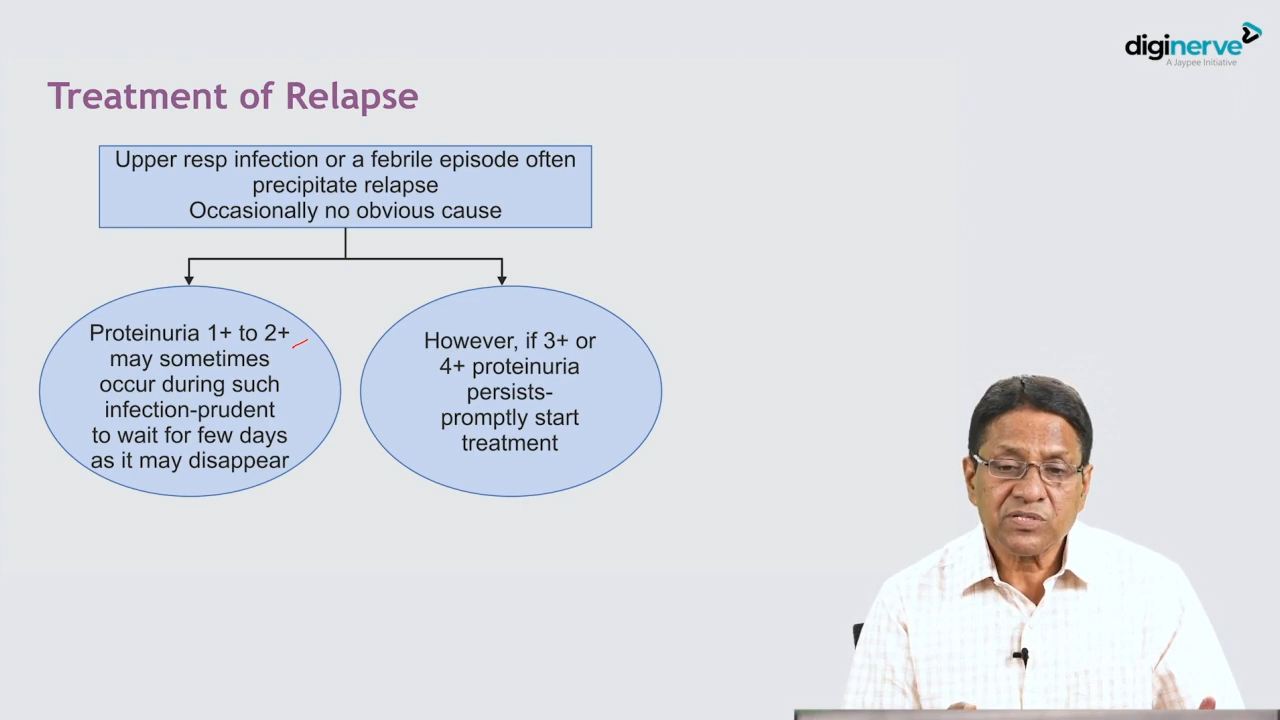 diginerve
A Jaypee Initiative
Treatment of Relapse
Upper resp infection or a febrile episode often
precipitate relapse
Occasionally no obvious cause
Proteinuria 1+ to 2+
may sometimes
occur during such
infection-prudent
to wait for few days
as it may disappear
However, if 3+ or
4+ proteinuria
persists-
promptly start
treatment